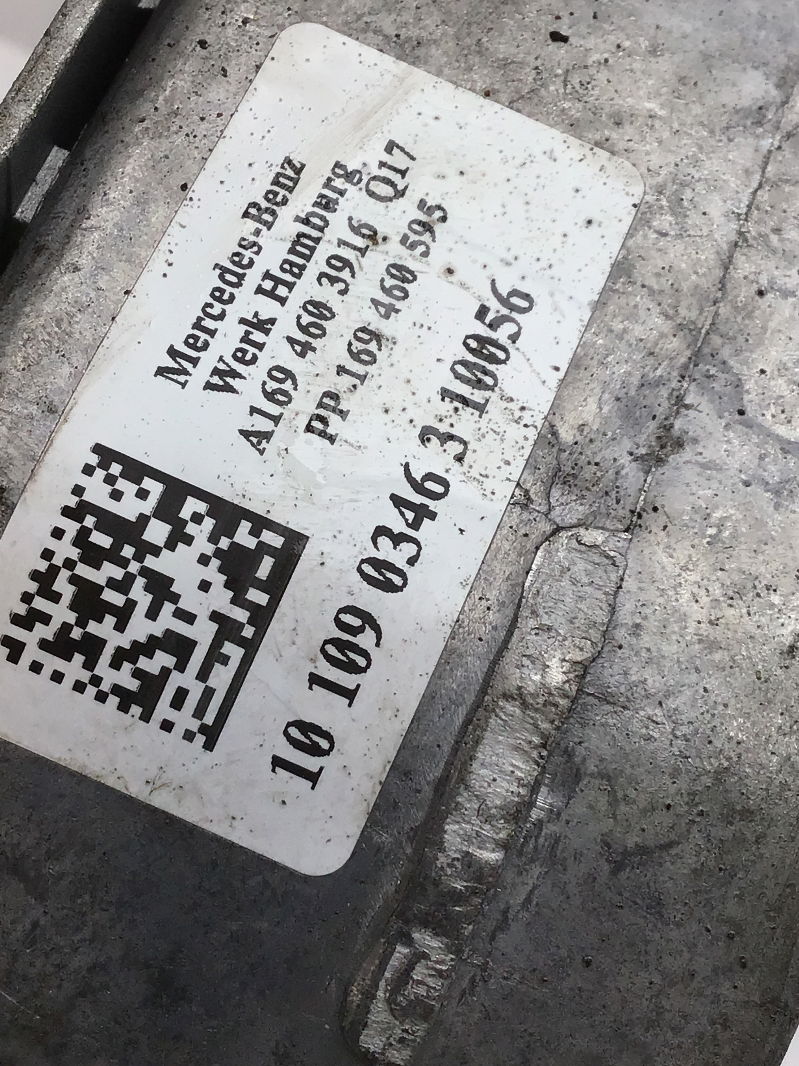 Mercedes-Benz
Werk Hamburg
A169 460 3916 Q17
PP 169 460 595
10 109 0346 3 10056